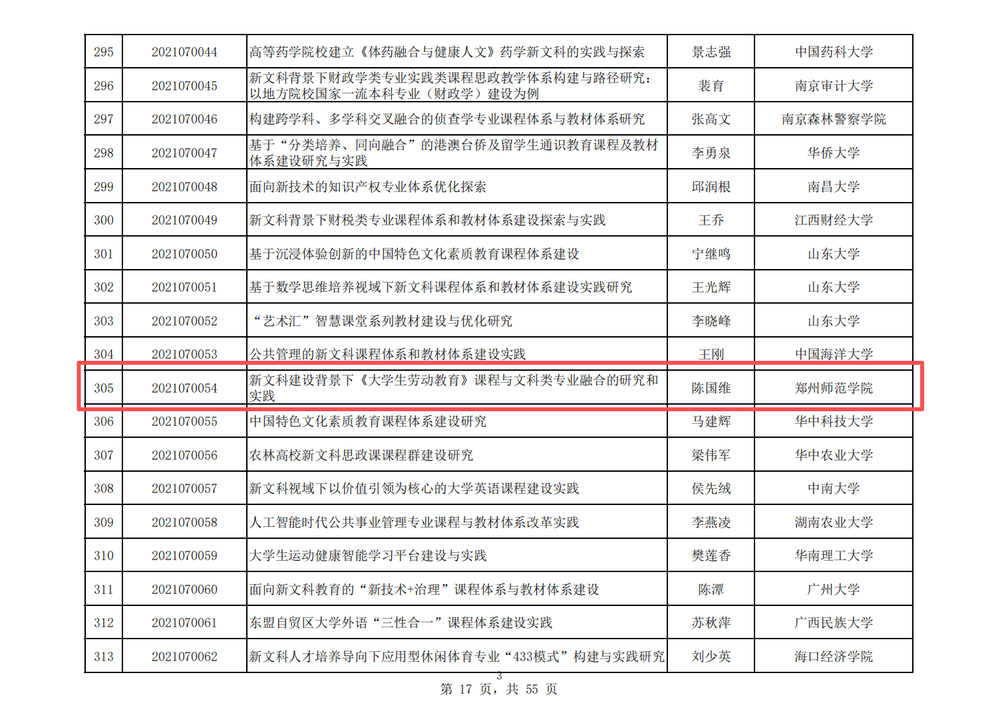 295 2021070044 高等药学院校建立《体药融合与健康人文》药学新文科的实践与探索 景志强 中国药科大学
296 2021070045 新文科背景下财政学类专业实践类课程思政教学体系构建与路径研究：
以地方院校国家一流本科专业（财政学）建设为例 裴育 南京审计大学
297 2021070046 构建跨学科、多学科交叉融合的侦查学专业课程体系与教材体系研究 张高文 南京森林警察学院
298 2021070047 基于“分类培养、同向融合”的港澳台侨及留学生通识教育课程及教材
体系建设研究与实践 李勇泉 华侨大学
299 2021070048 面向新技术的知识产权专业体系优化探索 邱润根 南昌大学
300 2021070049 新文科背景下财税类专业课程体系和教材体系建设探索与实践 王乔 江西财经大学
301 2021070050 基于沉浸体验创新的中国特色文化素质教育课程体系建设 宁继鸣 山东大学
302 2021070051 基于数学思维培养视域下新文科课程体系和教材体系建设实践研究 王光辉 山东大学
303 2021070052 “艺术汇”智慧课堂系列教材建设与优化研究 李晓峰 山东大学
304 2021070053 公共管理的新文科课程体系和教材体系建设实践 王刚 中国海洋大学
305 2021070054 新文科建设背景下《大学生劳动教育》课程与文科类专业融合的研究和
实践 陈国维 郑州师范学院
306 2021070055 中国特色文化素质教育课程体系建设研究 马建辉 华中科技大学
307 2021070056 农林高校新文科思政课课程群建设研究 梁伟军 华中农业大学
308 2021070057 新文科视域下以价值引领为核心的大学英语课程建设实践 侯先绒 中南大学
309 2021070058 人工智能时代公共事业管理专业课程与教材体系改革实践 李燕凌 湖南农业大学
310 2021070059 大学生运动健康智能学习平台建设与实践 樊莲香 华南理工大学
311 2021070060 面向新文科教育的“新技术+治理”课程体系与教材体系建设 陈潭 广州大学
312 2021070061 东盟自贸区大学外语“三性合一”课程体系建设实践 苏秋萍 广西民族大学
313 2021070062 新文科人才培养导向下应用型休闲体育专业“433模式”构建与实践研究 刘少英 海口经济学院
3
第 17 页，共 55 页